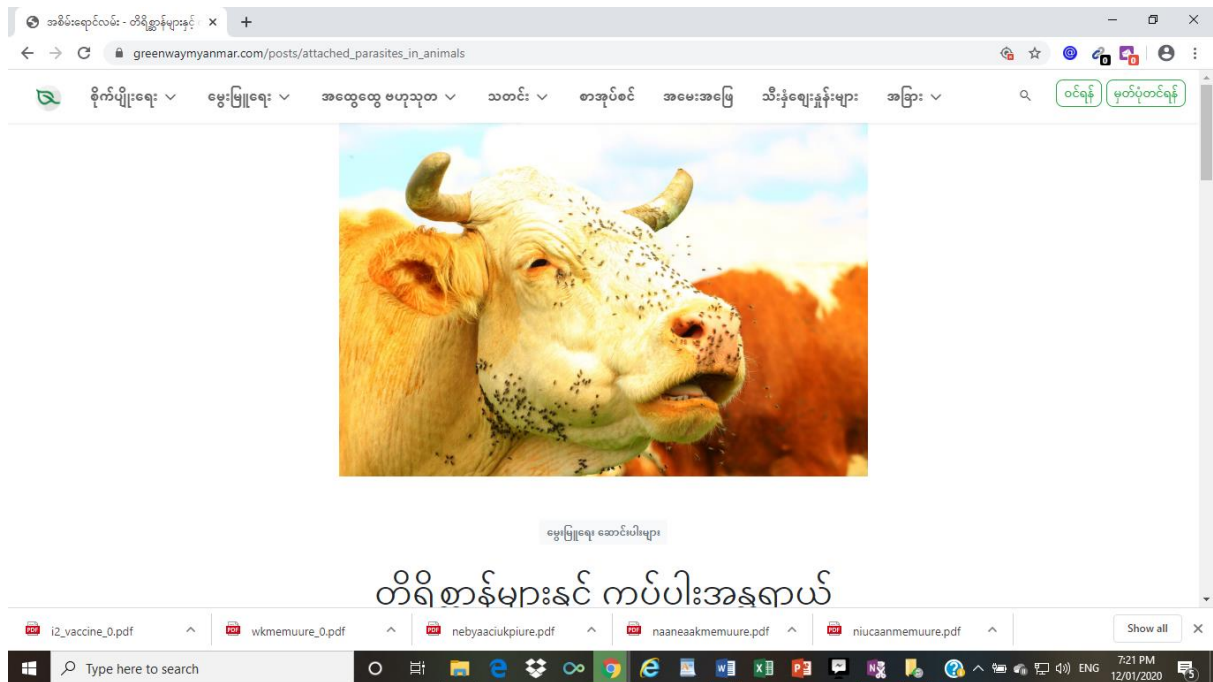 အစိမ်းရောင်လမ်း - တိရိစ္ဆာန်များနှင့်
greenwaymyanmar.com/posts/attached_parasites_in_animals
စိုက်ပျိုးရေး မွေးမြူရေး အထွေထွေ ဗဟုသုတ သတင်း စာအုပ်စင် အမေးအဖြေ သီးနှံဈေးနှုန်းများ အခြား ဝင်ရန် မှတ်ပုံတင်ရန်
မွေးမြူရေး ဆောင်းပါးများ
တိရိစ္ဆာန်များနှင့် ကပ်ပါးအန္တရာယ်
i2_vaccine_0.pdf wkmemuure_0.pdf nebyaaciukpiure.pdf naaneaakmemuure.pdf niucaanmemuure.pdf Show all
Type here to search ENG 7:21 PM
12/01/2020